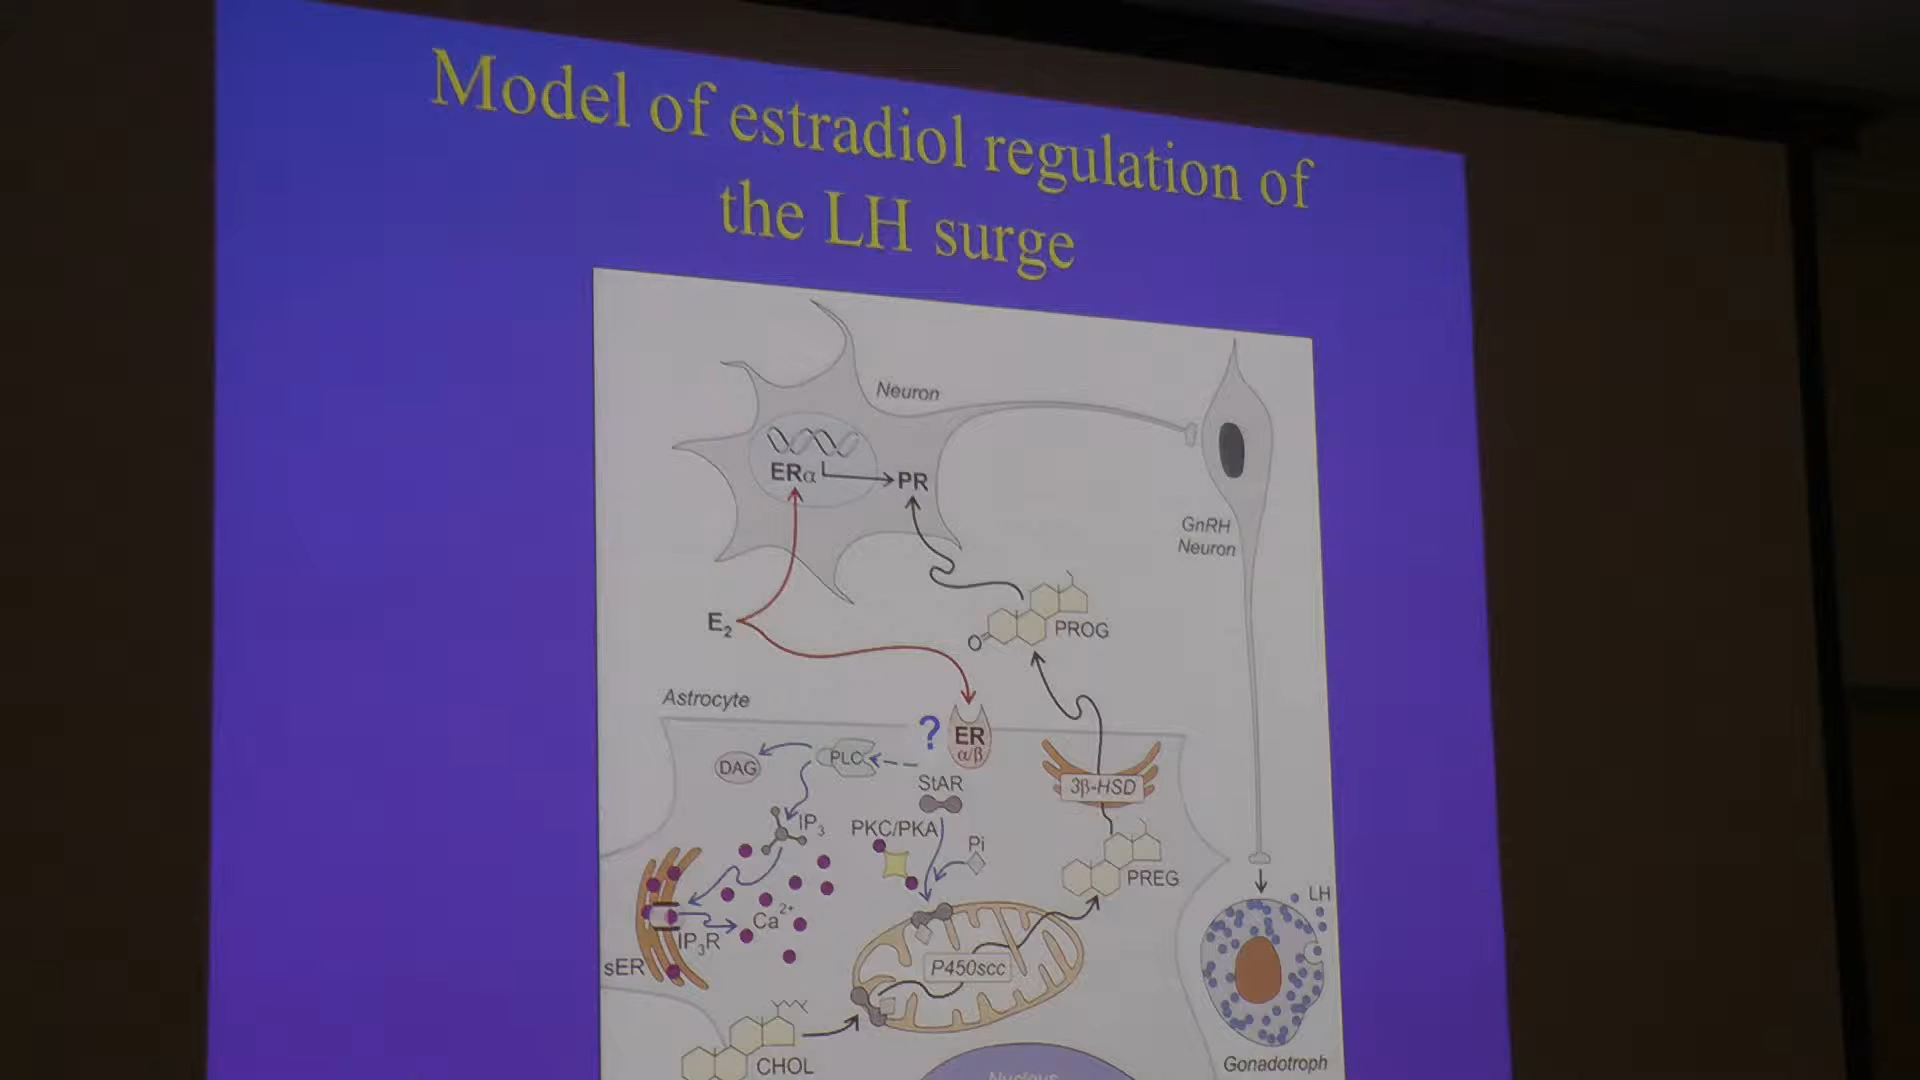 Model of estradiol regulation of
the LH surge
Neuron
ERα
PR
GnRH
Neuron
E₂
PROG
O
Astrocyte
?
ER
α/β
DAG
PLC
StAR
3β-HSD
IP₃
PKC/PKA
Pi
PREG
LH
Ca²⁺
IP₃R
sER
P450scc
CHOL
Gonadotroph
Nucleus